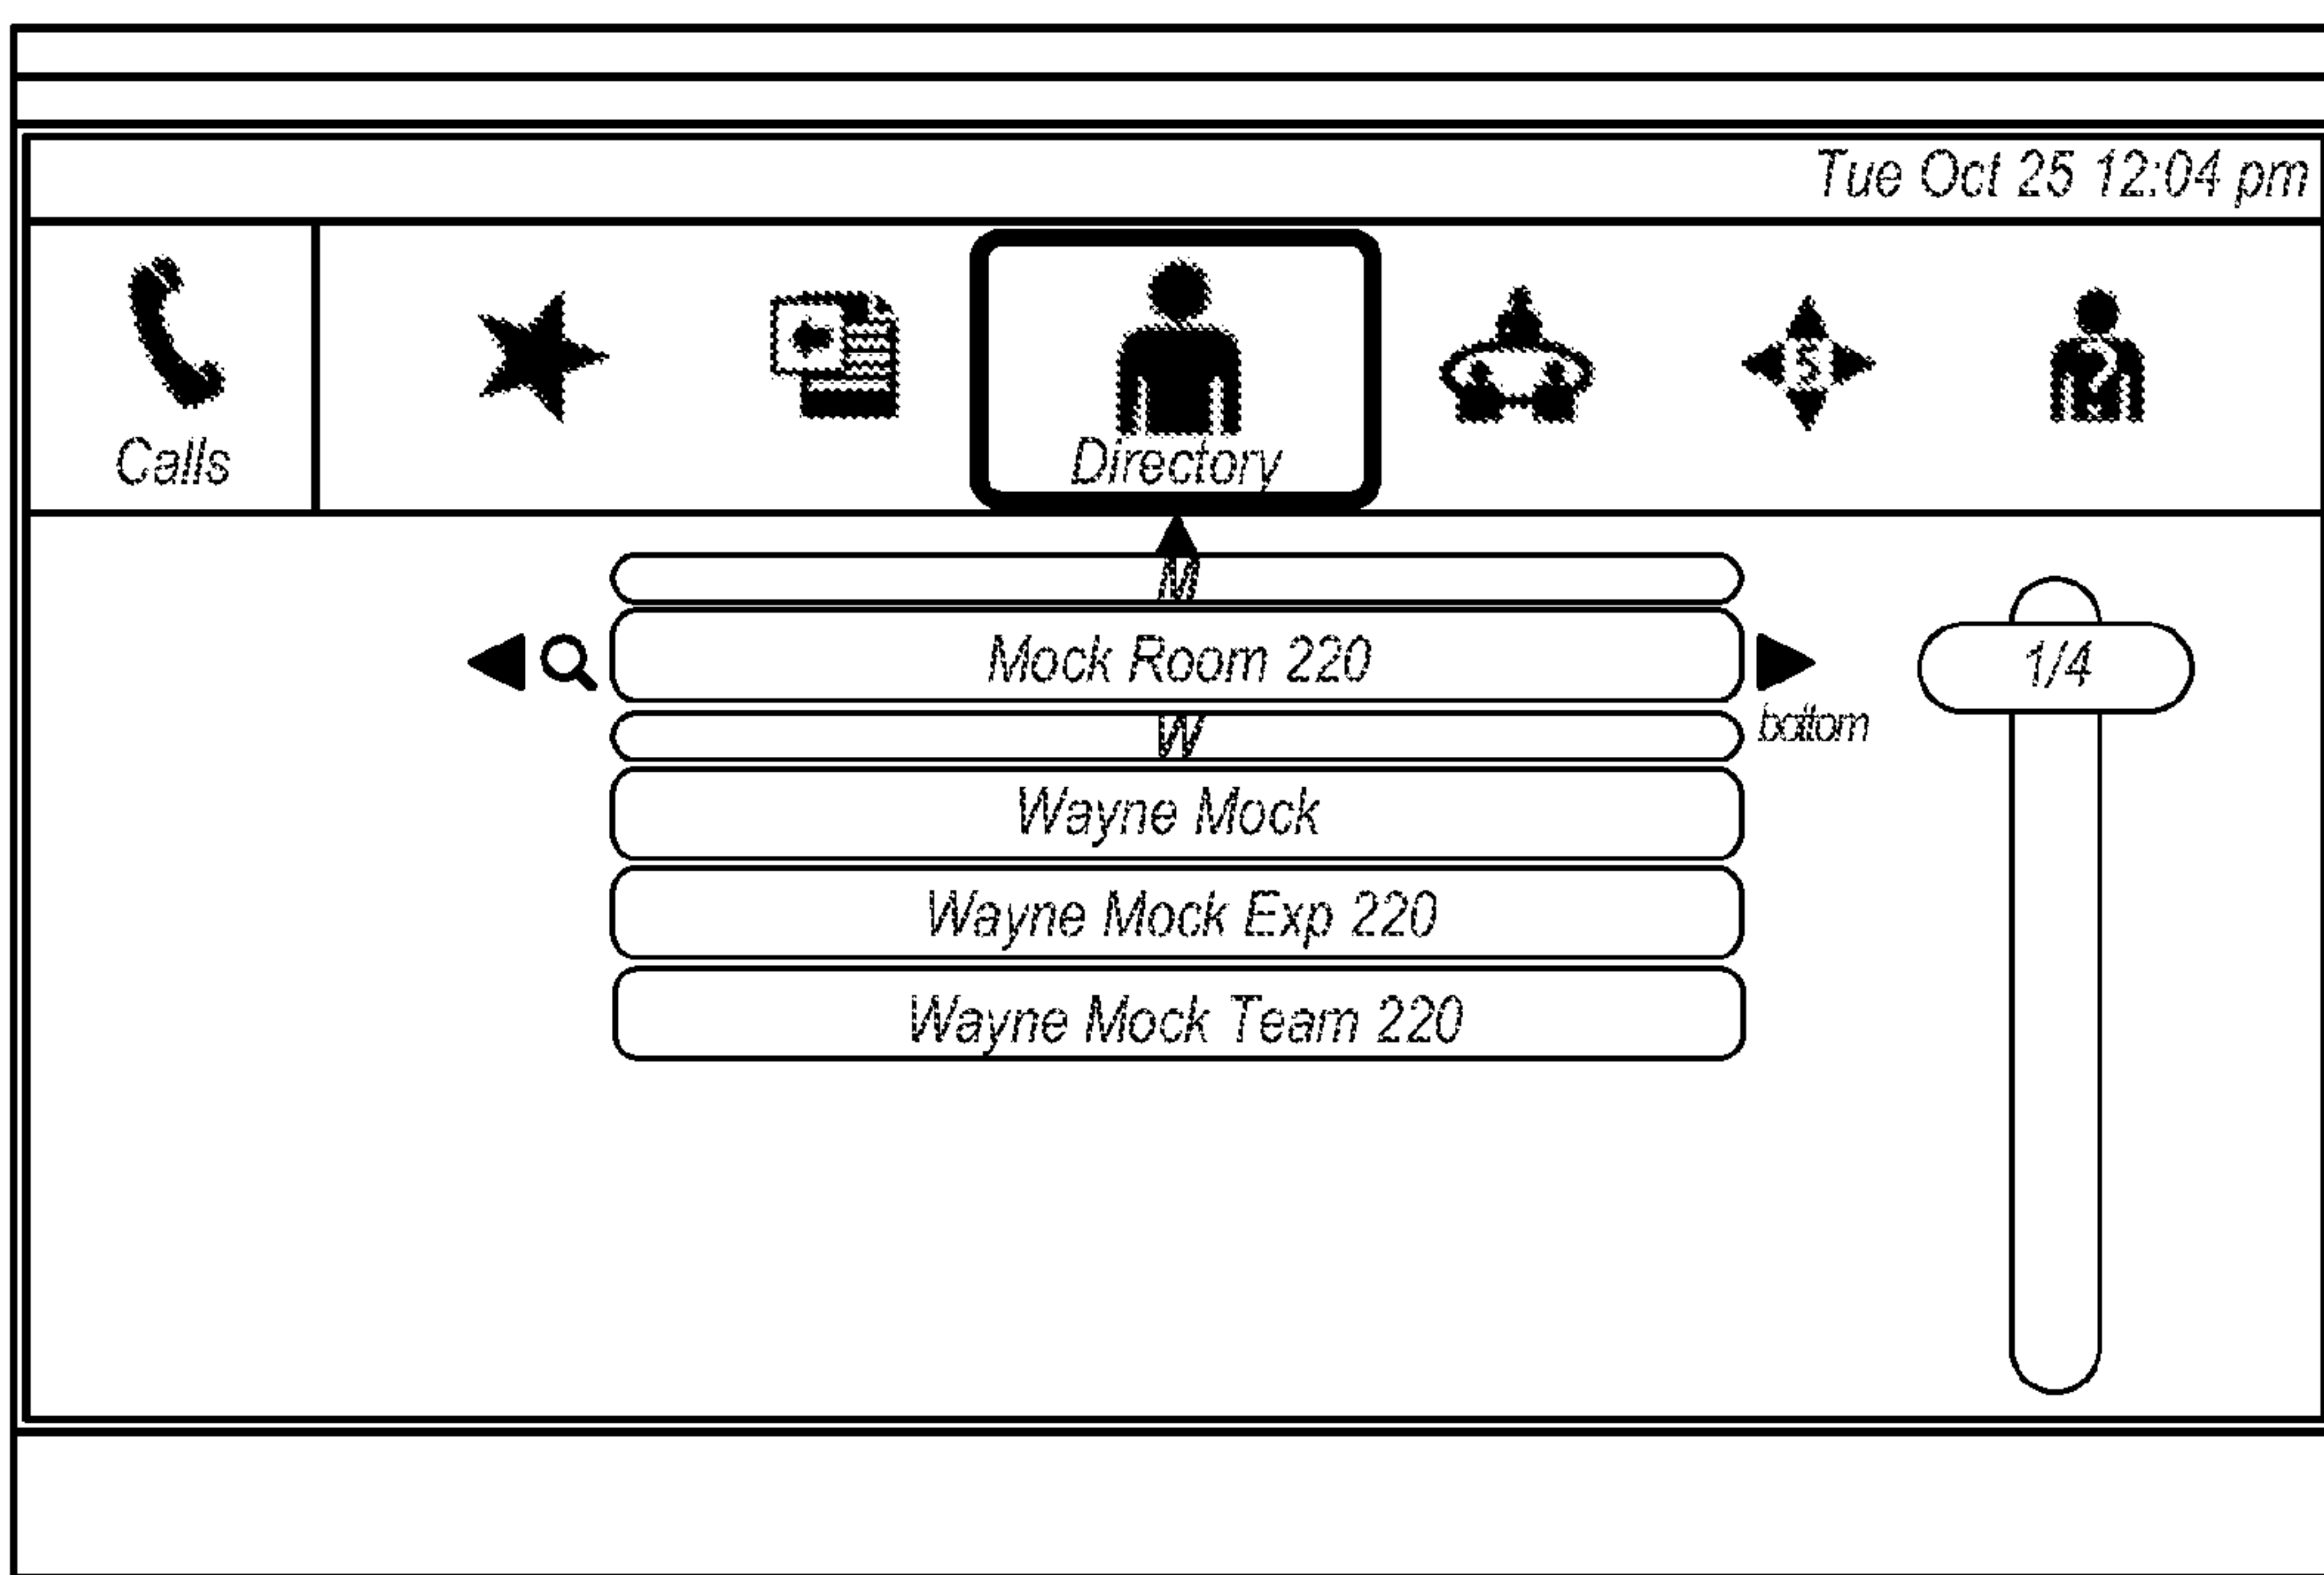 Tue Oct 25 12:04 pm
Calls
Directory
M
Mock Room 220
bottom
1/4
W
Wayne Mock
Wayne Mock Exp 220
Wayne Mock Team 220